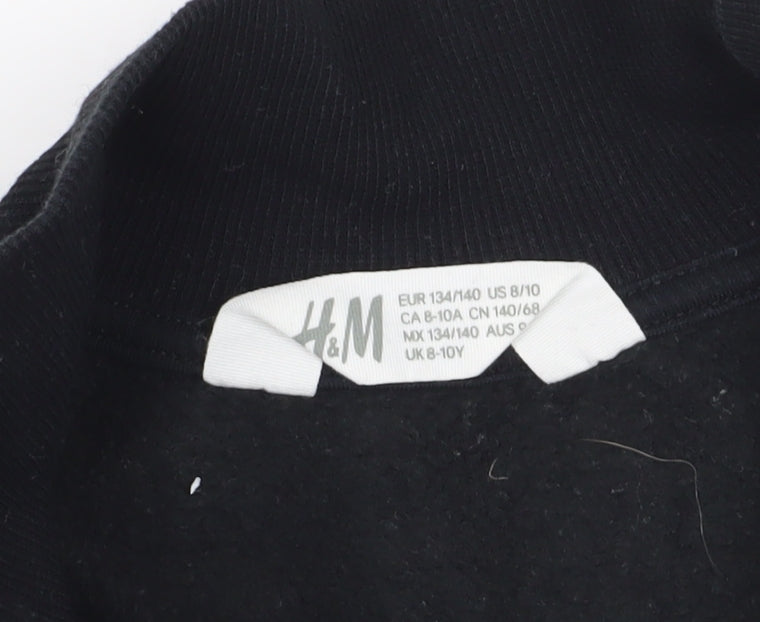 H&M
EUR 134/140 US 8/10
CA 8-10A CN 140/68
MX 134/140 AUS
UK 8-10Y